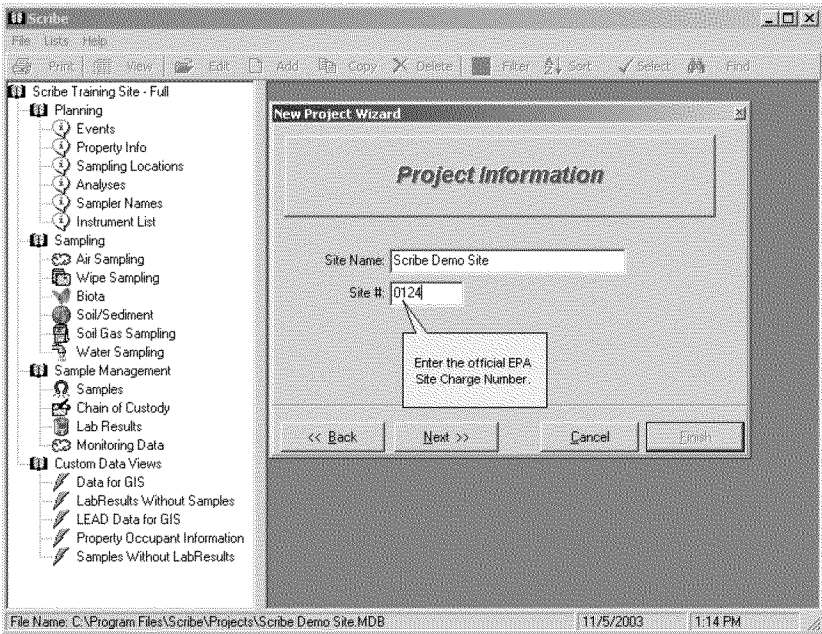 Scribe
File Lists Help
Print View Edit Add Copy Delete Filter Sort Select Find
Scribe Training Site - Full
Planning
Events
Property Info
Sampling Locations
Analyses
Sampler Names
Instrument List
Sampling
Air Sampling
Wipe Sampling
Biota
Soil/Sediment
Soil Gas Sampling
Water Sampling
Sample Management
Samples
Chain of Custody
Lab Results
Monitoring Data
Custom Data Views
Data for GIS
LabResults Without Samples
LEAD Data for GIS
Property Occupant Information
Samples Without LabResults
New Project Wizard
Project Information
Site Name: Scribe Demo Site
Site #: 0124
Enter the official EPA
Site Charge Number.
<< Back Next >> Cancel Finish
File Name: C:\Program Files\Scribe\Projects\Scribe Demo Site.MDB 11/5/2003 1:14 PM